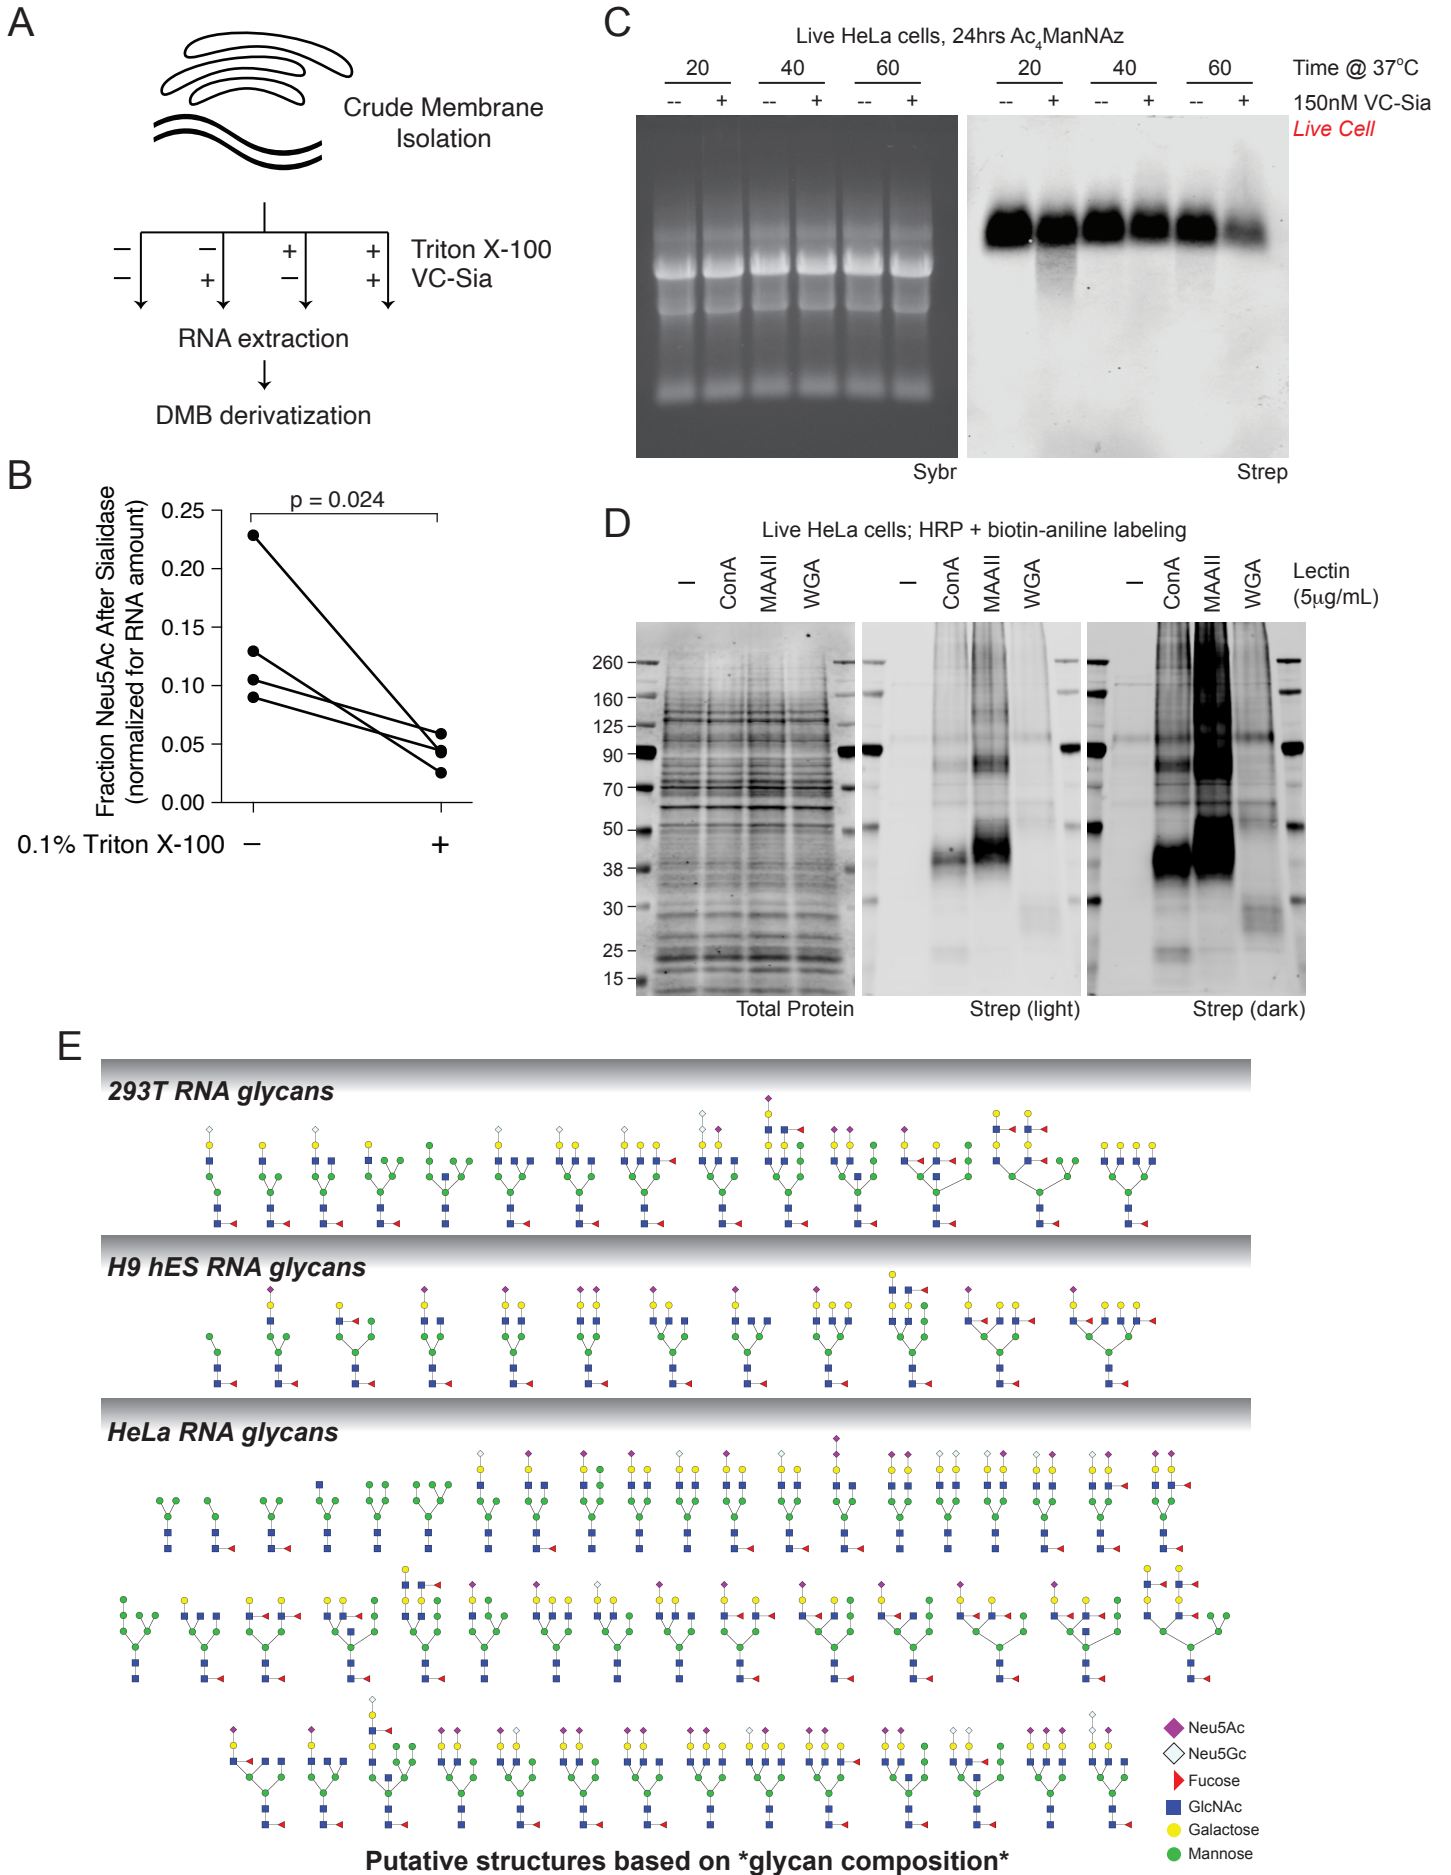 A
Crude Membrane
Isolation
– – + + Triton X-100
– + – + VC-Sia
RNA extraction
DMB derivatization
B
Fraction Neu5Ac After Sialidase
(normalized for RNA amount)
p = 0.024
0.25
0.20
0.15
0.10
0.05
0.00
0.1% Triton X-100 – +
C
Live HeLa cells, 24hrs Ac4ManNAz
20 40 60 20 40 60 Time @ 37°C
-- + -- + -- + -- + -- + -- + 150nM VC-Sia
Live Cell
Sybr
Strep
D
Live HeLa cells; HRP + biotin-aniline labeling
– ConA MAAII WGA – ConA MAAII WGA – ConA MAAII WGA Lectin
(5µg/mL)
260
160
125
90
70
50
38
30
25
15
Total Protein
Strep (light)
Strep (dark)
E
293T RNA glycans
H9 hES RNA glycans
HeLa RNA glycans
Neu5Ac
Neu5Gc
Fucose
GlcNAc
Galactose
Mannose
Putative structures based on *glycan composition*